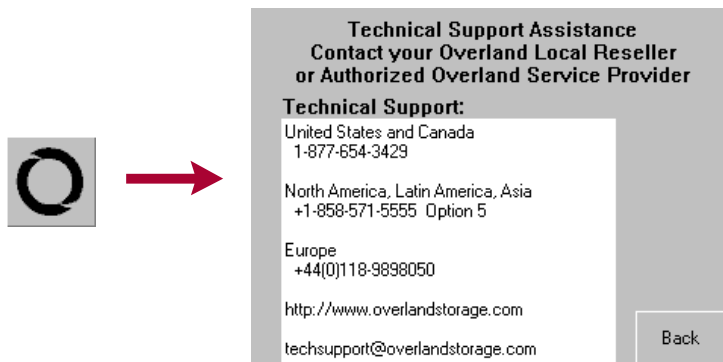 Technical Support Assistance
Contact your Overland Local Reseller
or Authorized Overland Service Provider
Technical Support:
United States and Canada
1-877-654-3429
North America, Latin America, Asia
+1-858-571-5555 Option 5
Europe
+44(0)118-9898050
http://www.overlandstorage.com
techsupport@overlandstorage.com
Back